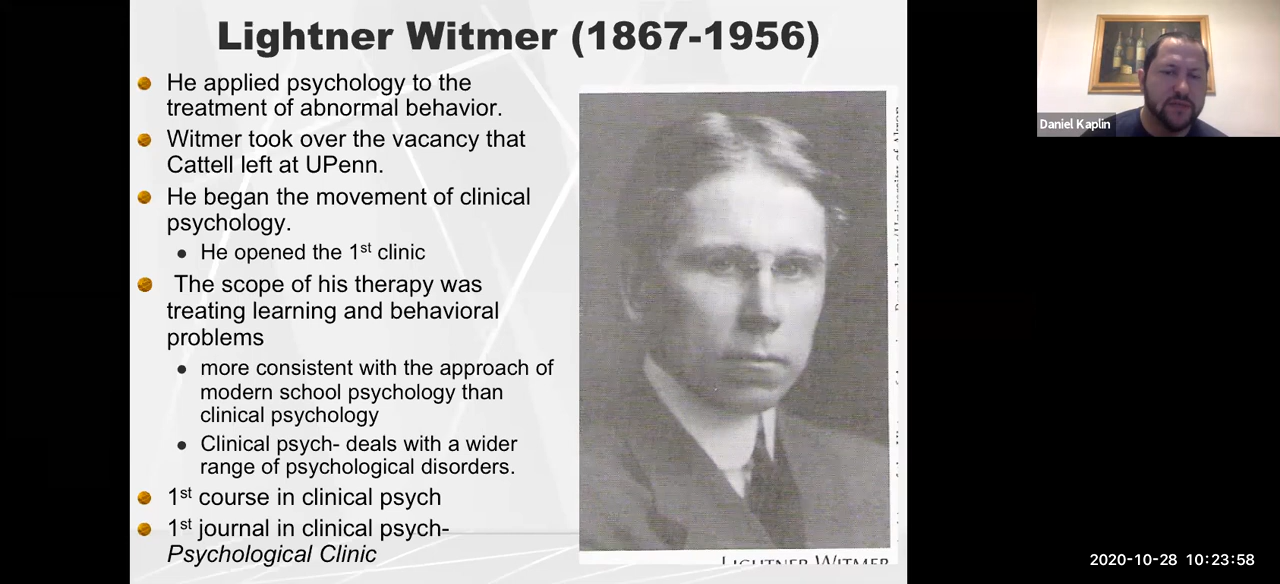 Lightner Witmer (1867-1956)
He applied psychology to the
treatment of abnormal behavior.
Witmer took over the vacancy that
Cattell left at UPenn.
He began the movement of clinical
psychology.
He opened the 1st clinic
The scope of his therapy was
treating learning and behavioral
problems
more consistent with the approach of
modern school psychology than
clinical psychology
Clinical psych- deals with a wider
range of psychological disorders.
1st course in clinical psych
1st journal in clinical psych-
Psychological Clinic
LIGHTNER WITMER
Daniel Kaplin
2020-10-28 10:23:58